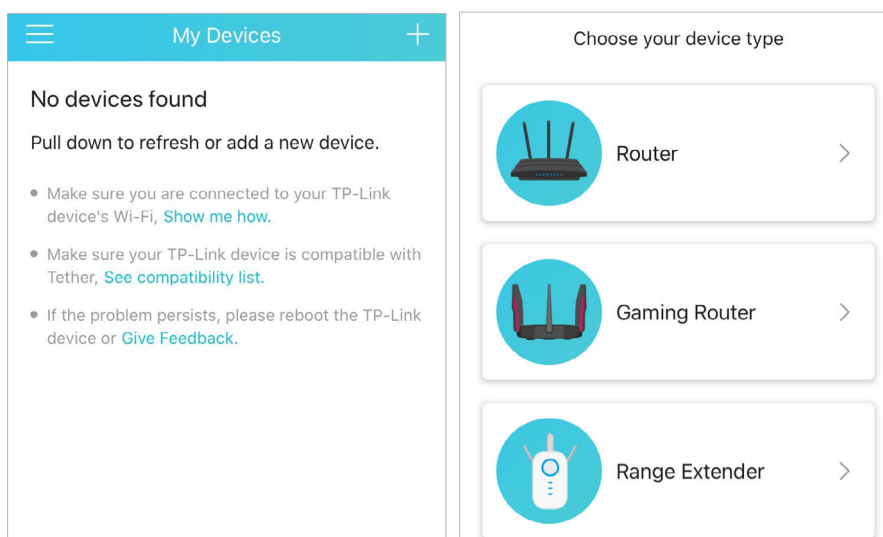 My Devices
No devices found
Pull down to refresh or add a new device.
Make sure you are connected to your TP-Link
device's Wi-Fi, Show me how.
Make sure your TP-Link device is compatible with
Tether, See compatibility list.
If the problem persists, please reboot the TP-Link
device or Give Feedback.
Choose your device type
Router
Gaming Router
Range Extender